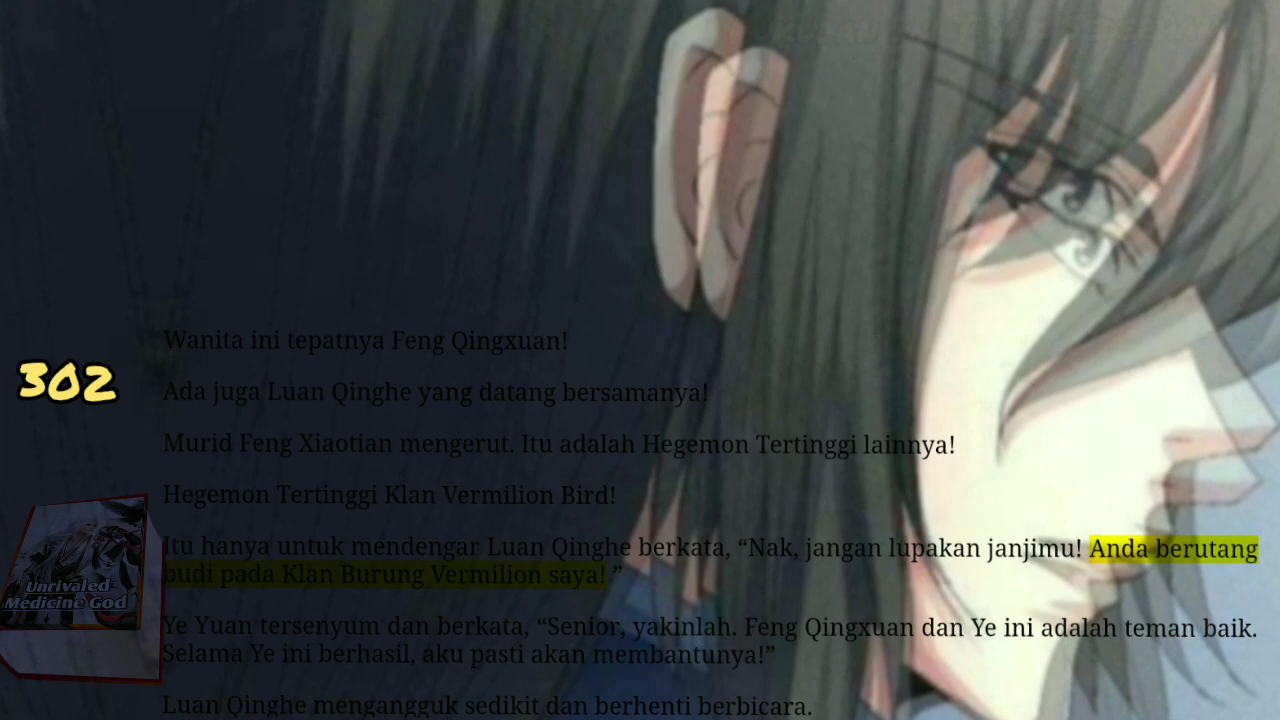 Wanita ini tepatnya Feng Qingxuan!
302
Ada juga Luan Qinghe yang datang bersamanya!
Murid Feng Xiaotian mengerut. Itu adalah Hegemon Tertinggi lainnya!
Hegemon Tertinggi Klan Vermilion Bird!
Itu hanya untuk mendengar Luan Qinghe berkata, “Nak, jangan lupakan janjimu! Anda berutang
budi pada Klan Burung Vermilion saya! ”
Unrivaled
Medicine God
Ye Yuan tersenyum dan berkata, “Senior, yakinlah. Feng Qingxuan dan Ye ini adalah teman baik.
Selama Ye ini berhasil, aku pasti akan membantunya!”
Luan Qinghe mengangguk sedikit dan berhenti berbicara.